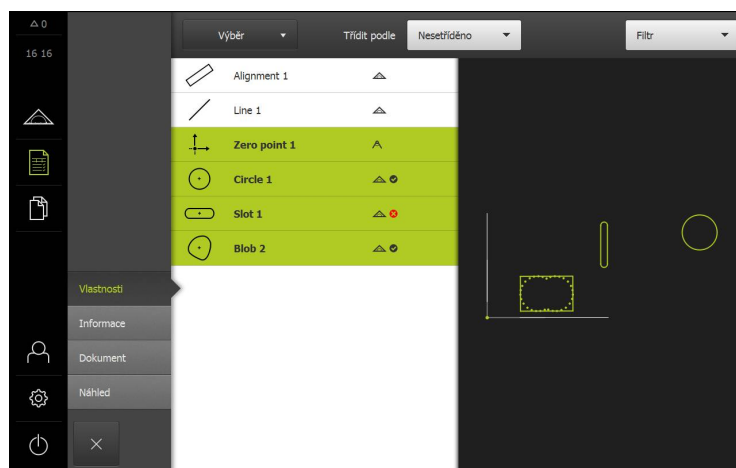 0
16 16
Výběr
Třídit podle
Nesetříděno
Filtr
Alignment 1
Line 1
Zero point 1
Circle 1
Slot 1
Blob 2
Vlastnosti
Informace
Dokument
Náhled